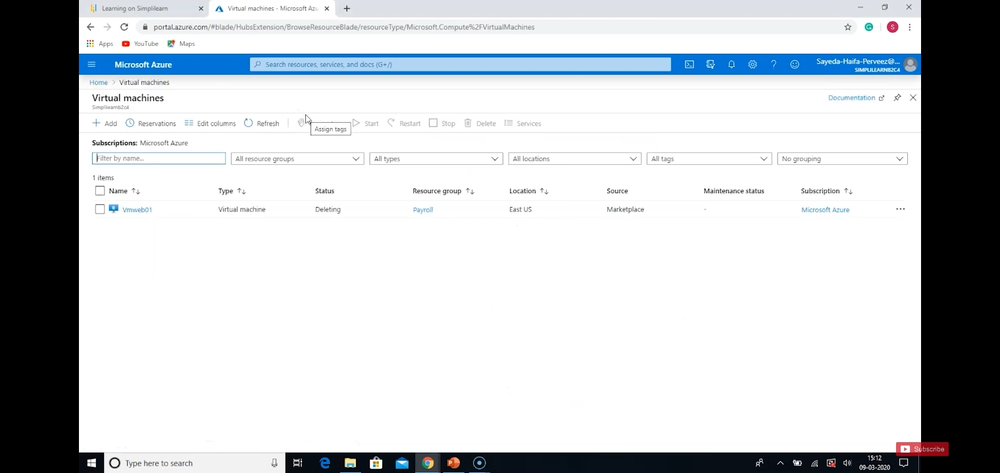 Learning on Simplilearn
Virtual machines - Microsoft Azu
portal.azure.com/#blade/HubsExtension/BrowseResourceBlade/resourceType/Microsoft.Compute%2FVirtualMachines
S
Apps YouTube Maps
Microsoft Azure
Search resources, services, and docs (G+/)
Sayeda-Haifa-Perveez@...
SIMPLILEARNB2C4
Home > Virtual machines
Virtual machines
Simplilearnb2c4
Documentation
Add Reservations Edit columns Refresh Start Restart Stop Delete Services
Assign tags
Subscriptions: Microsoft Azure
Filter by name... All resource groups All types All locations All tags No grouping
1 items
Name Type Status Resource group Location Source Maintenance status Subscription
Vmweb01 Virtual machine Deleting Payroll East US Marketplace - Microsoft Azure ...
Subscribe
Type here to search
15:12
09-03-2020